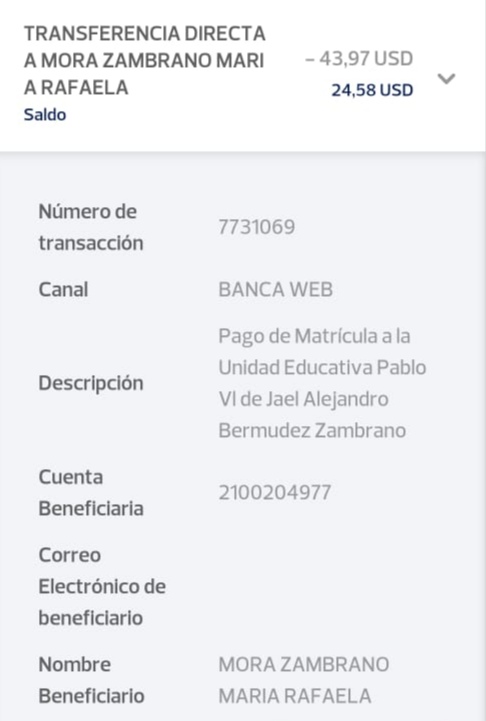 TRANSFERENCIA DIRECTA
A MORA ZAMBRANO MARI
A RAFAELA
– 43,97 USD
24,58 USD
Saldo
Número de
transacción
7731069
Canal
BANCA WEB
Descripción
Pago de Matrícula a la
Unidad Educativa Pablo
VI de Jael Alejandro
Bermudez Zambrano
Cuenta
Beneficiaria
2100204977
Correo
Electrónico de
beneficiario
Nombre
Beneficiario
MORA ZAMBRANO
MARIA RAFAELA